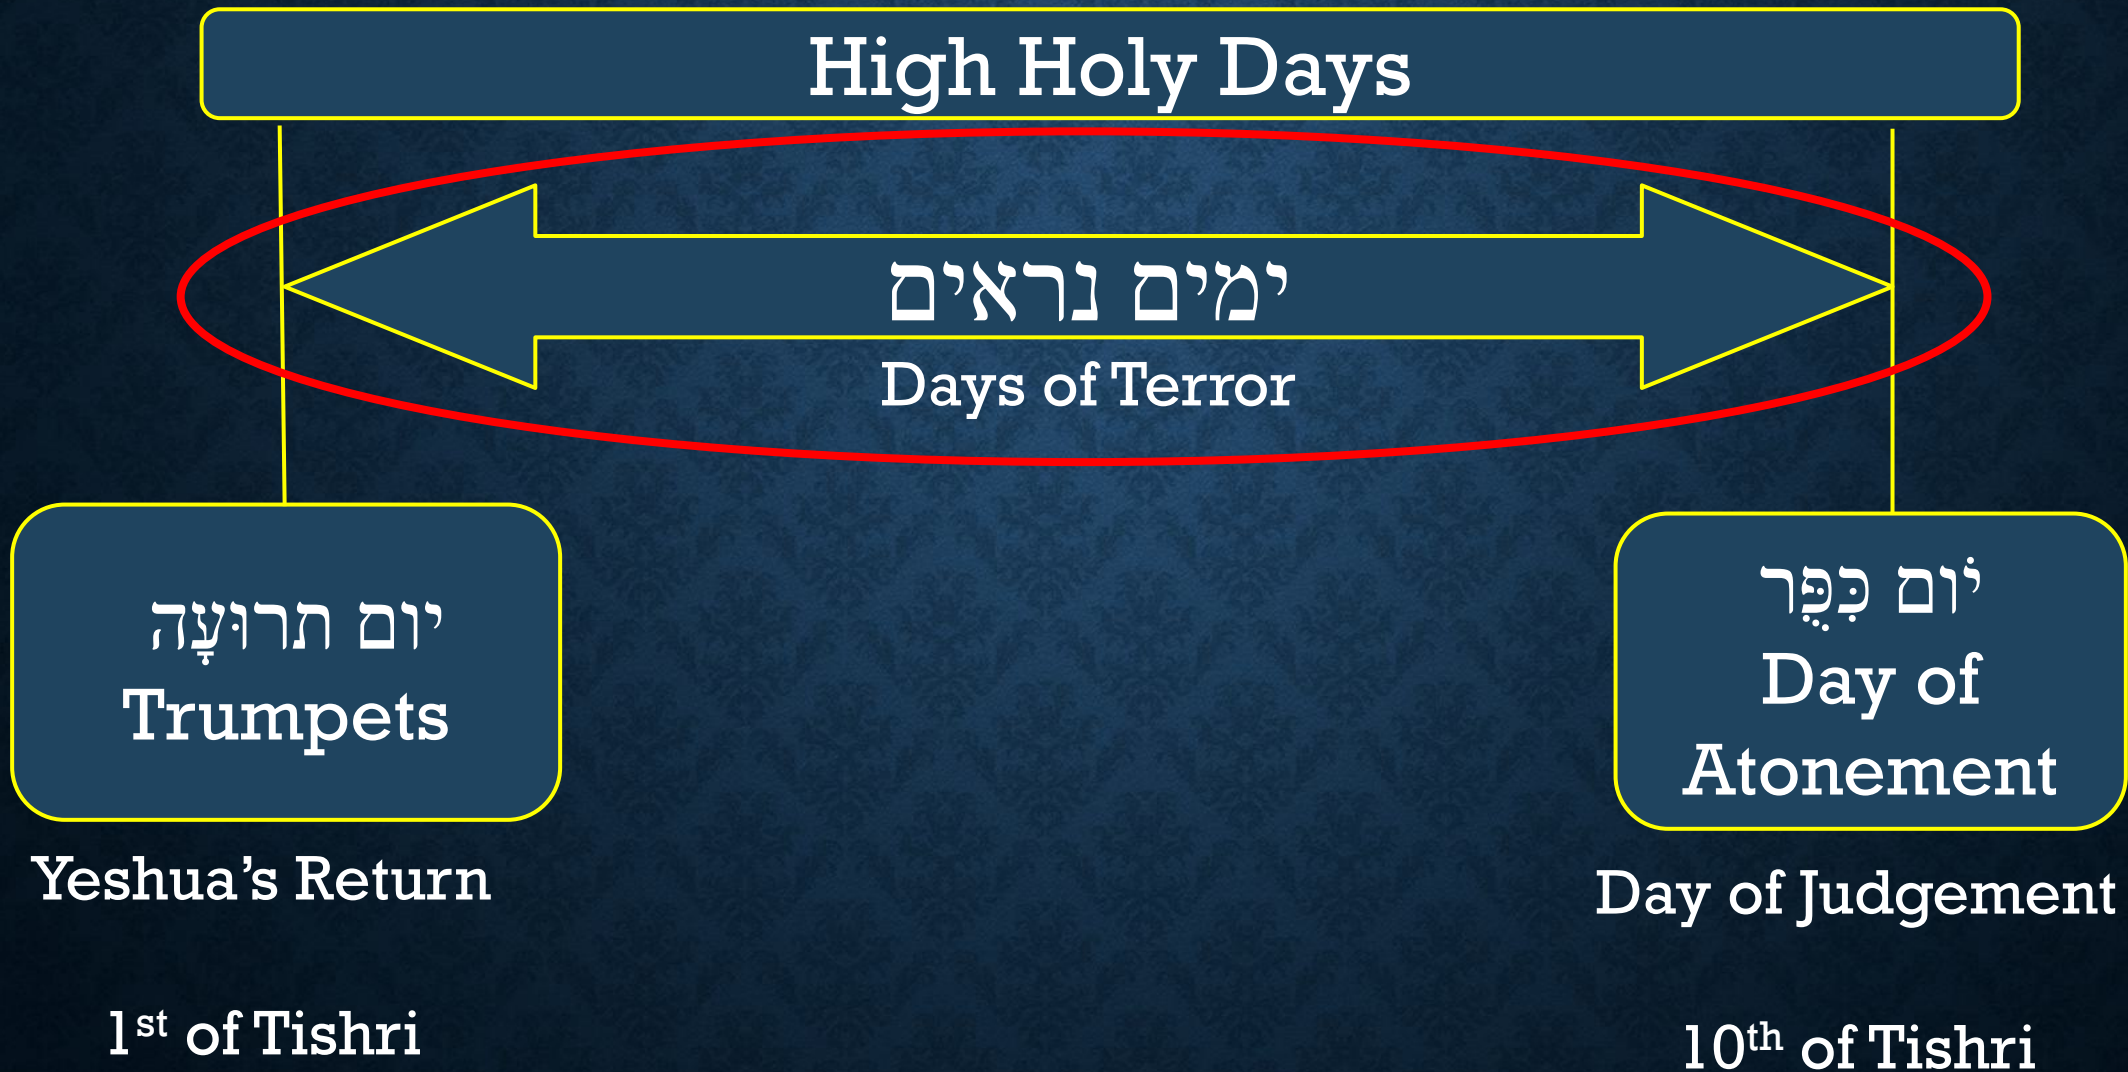 High Holy Days
ימים נראים
Days of Terror
יום תרוּעָה
Trumpets
Yeshua’s Return
1st of Tishri
יֹום כִּפֻּר
Day of
Atonement
Day of Judgement
10th of Tishri